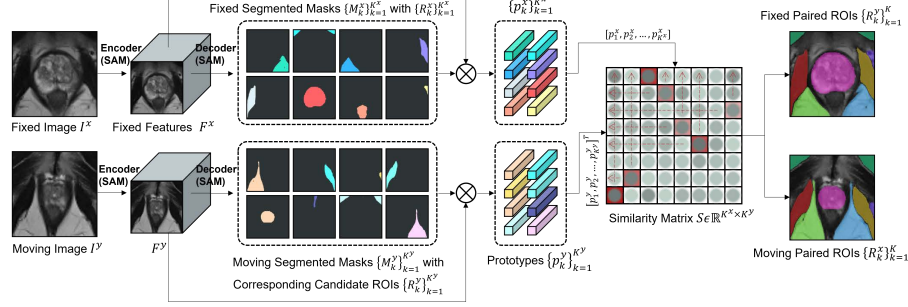 Fixed Segmented Masks {M_k^x}_{k=1}^{K^x} with {R_k^x}_{k=1}^{K^x}
{p_k^x}_{k=1}^{K^x}
Fixed Paired ROIs {R_k^y}_{k=1}^K
Encoder
(SAM)
Decoder
(SAM)
[p_1^x, p_2^x, ..., p_{K^x}^x]
Fixed Image I^x
Fixed Features F^x
Encoder
(SAM)
Decoder
(SAM)
[p_1^y, p_2^y, ..., p_{K^y}^y]^T
Similarity Matrix Sϵℝ^{K^x×K^y}
Moving Image I^y
F^y
Moving Segmented Masks {M_k^y}_{k=1}^{K^y} with
Corresponding Candidate ROIs {R_k^y}_{k=1}^{K^y}
Prototypes {p_k^y}_{k=1}^{K^y}
Moving Paired ROIs {R_k^x}_{k=1}^K